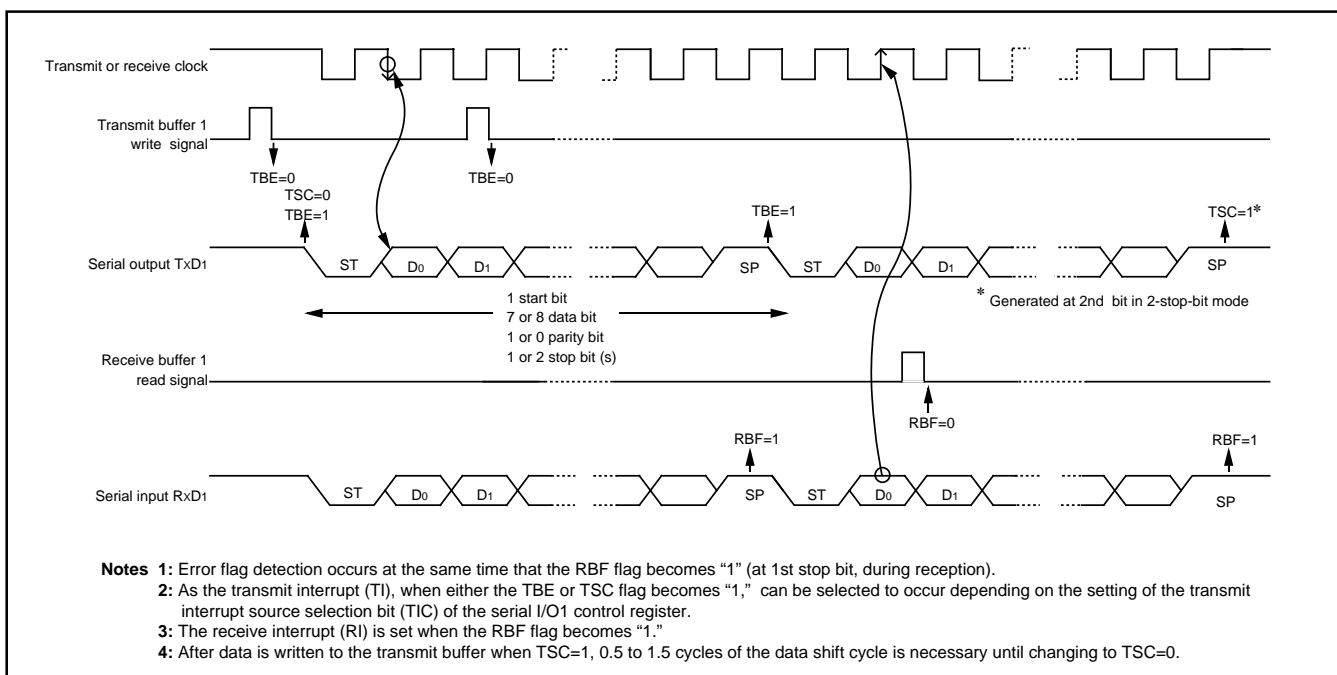 Transmit or receive clock
Transmit buffer 1
write signal
TBE=0
TSC=0
TBE=1
TBE=0
TBE=1
TSC=1*
Serial output TxD1
ST
D0
D1
SP
ST
D0
D1
SP
* Generated at 2nd bit in 2-stop-bit mode
1 start bit
7 or 8 data bit
1 or 0 parity bit
1 or 2 stop bit (s)
Receive buffer 1
read signal
RBF=0
RBF=1
RBF=1
Serial input RxD1
ST
D0
D1
SP
ST
D0
D1
SP
Notes 1: Error flag detection occurs at the same time that the RBF flag becomes “1” (at 1st stop bit, during reception).
2: As the transmit interrupt (TI), when either the TBE or TSC flag becomes “1,” can be selected to occur depending on the setting of the transmit
interrupt source selection bit (TIC) of the serial I/O1 control register.
3: The receive interrupt (RI) is set when the RBF flag becomes “1.”
4: After data is written to the transmit buffer when TSC=1, 0.5 to 1.5 cycles of the data shift cycle is necessary until changing to TSC=0.